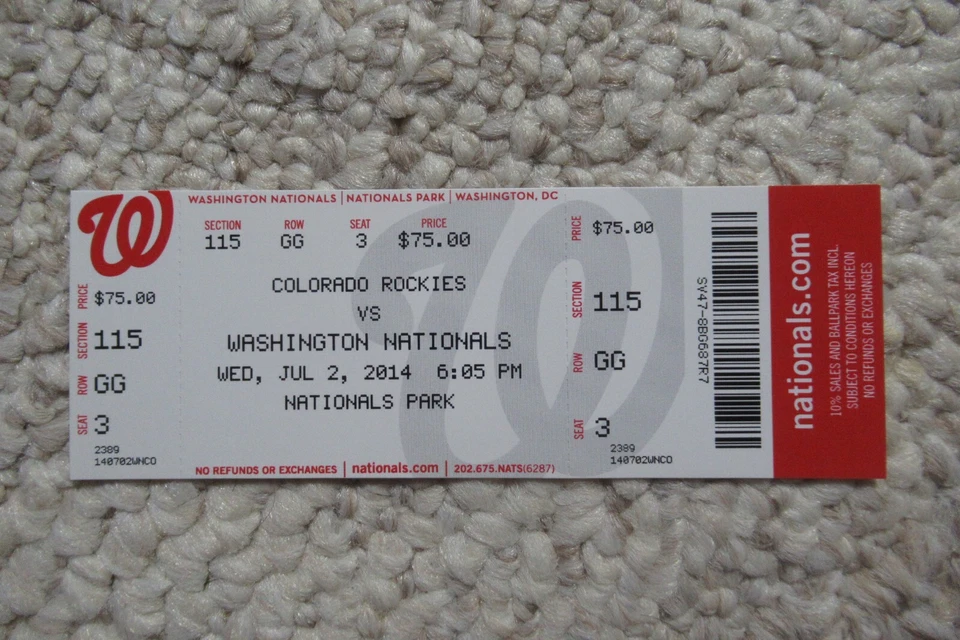 W
WASHINGTON NATIONALS | NATIONALS PARK | WASHINGTON, DC
SECTION ROW SEAT PRICE
115 GG 3 $75.00
COLORADO ROCKIES
VS
WASHINGTON NATIONALS
WED, JUL 2, 2014 6:05 PM
NATIONALS PARK
NO REFUNDS OR EXCHANGES | nationals.com | 202.675.NATS(6287)
PRICE $75.00
SECTION 115
ROW GG
SEAT 3
2389
140702WNCO
PRICE $75.00
SECTION 115
ROW GG
SEAT 3
2389
140702WNCO
SV47-8BG687R7
nationals.com
10% SALES AND BALLPARK TAX INCL.
SUBJECT TO CONDITIONS HEREON
NO REFUNDS OR EXCHANGES